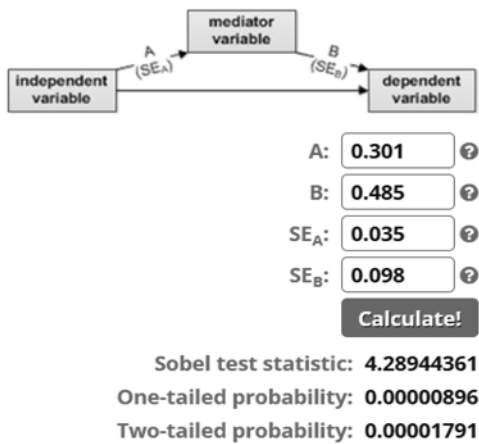 mediator
variable
A
(SEA)
B
(SEB)
independent
variable
dependent
variable
A: 0.301 ?
B: 0.485 ?
SEA: 0.035 ?
SEB: 0.098 ?
Calculate!
Sobel test statistic: 4.28944361
One-tailed probability: 0.00000896
Two-tailed probability: 0.00001791